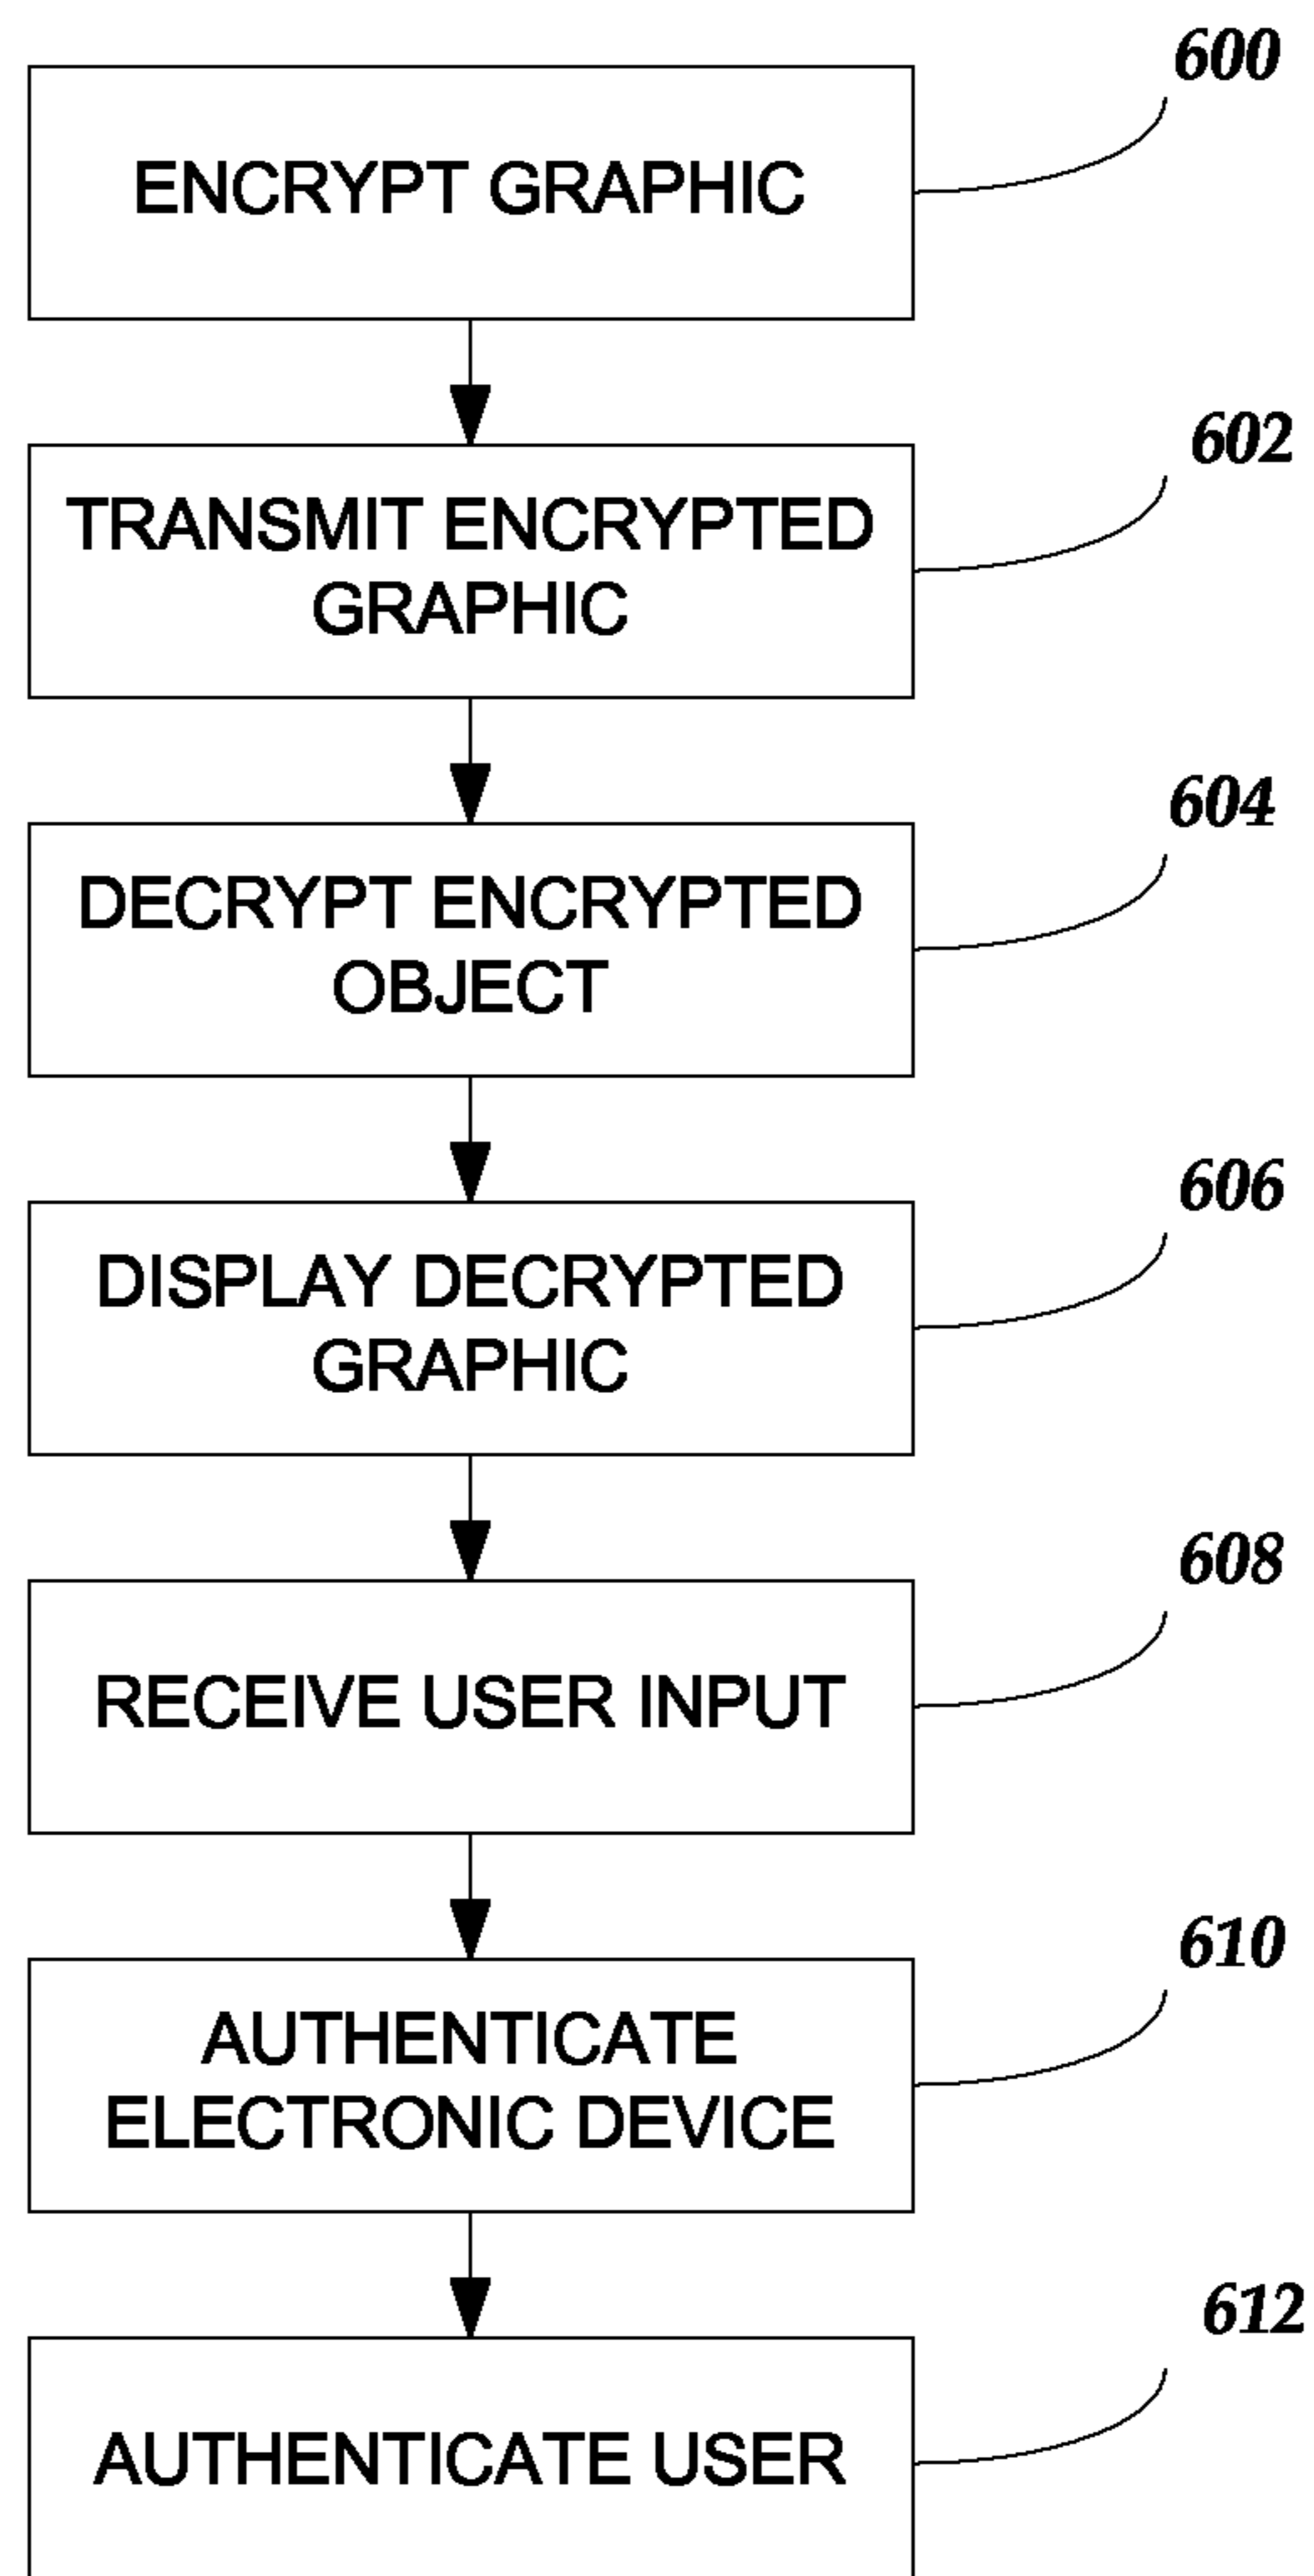 600
ENCRYPT GRAPHIC
602
TRANSMIT ENCRYPTED
GRAPHIC
604
DECRYPT ENCRYPTED
OBJECT
606
DISPLAY DECRYPTED
GRAPHIC
608
RECEIVE USER INPUT
610
AUTHENTICATE
ELECTRONIC DEVICE
612
AUTHENTICATE USER